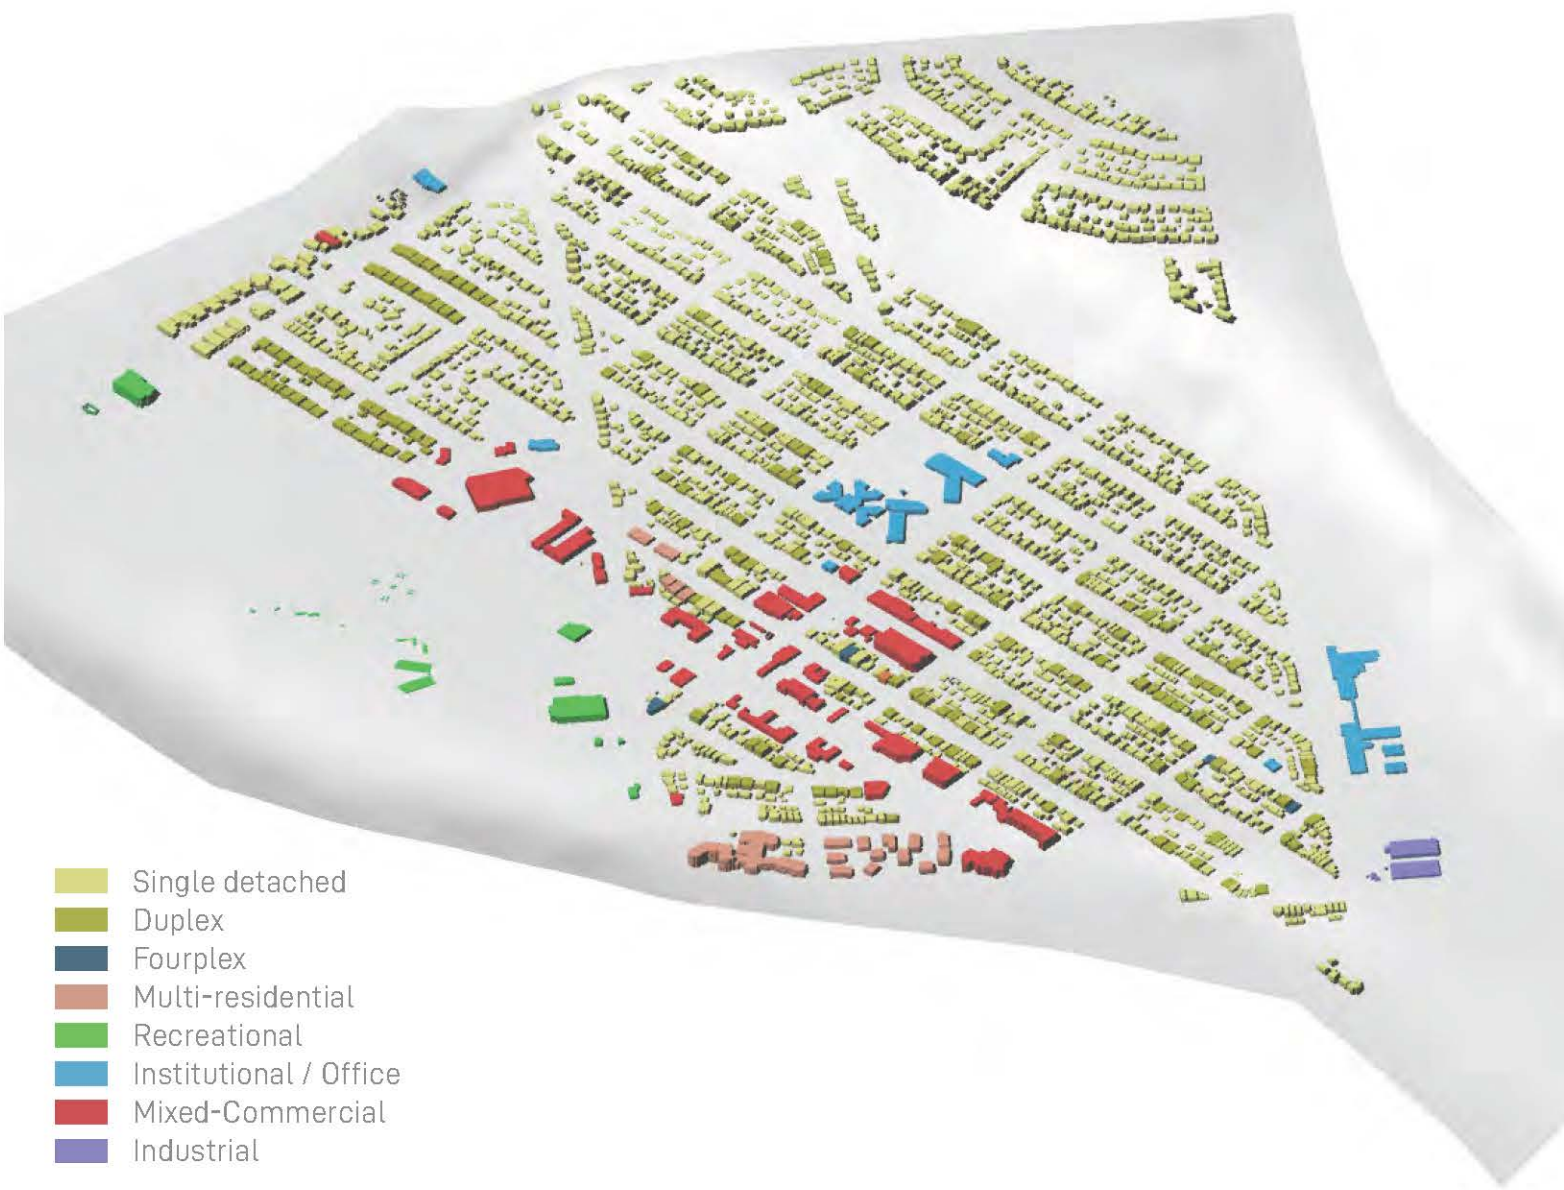 Single detached
Duplex
Fourplex
Multi-residential
Recreational
Institutional / Office
Mixed-Commercial
Industrial